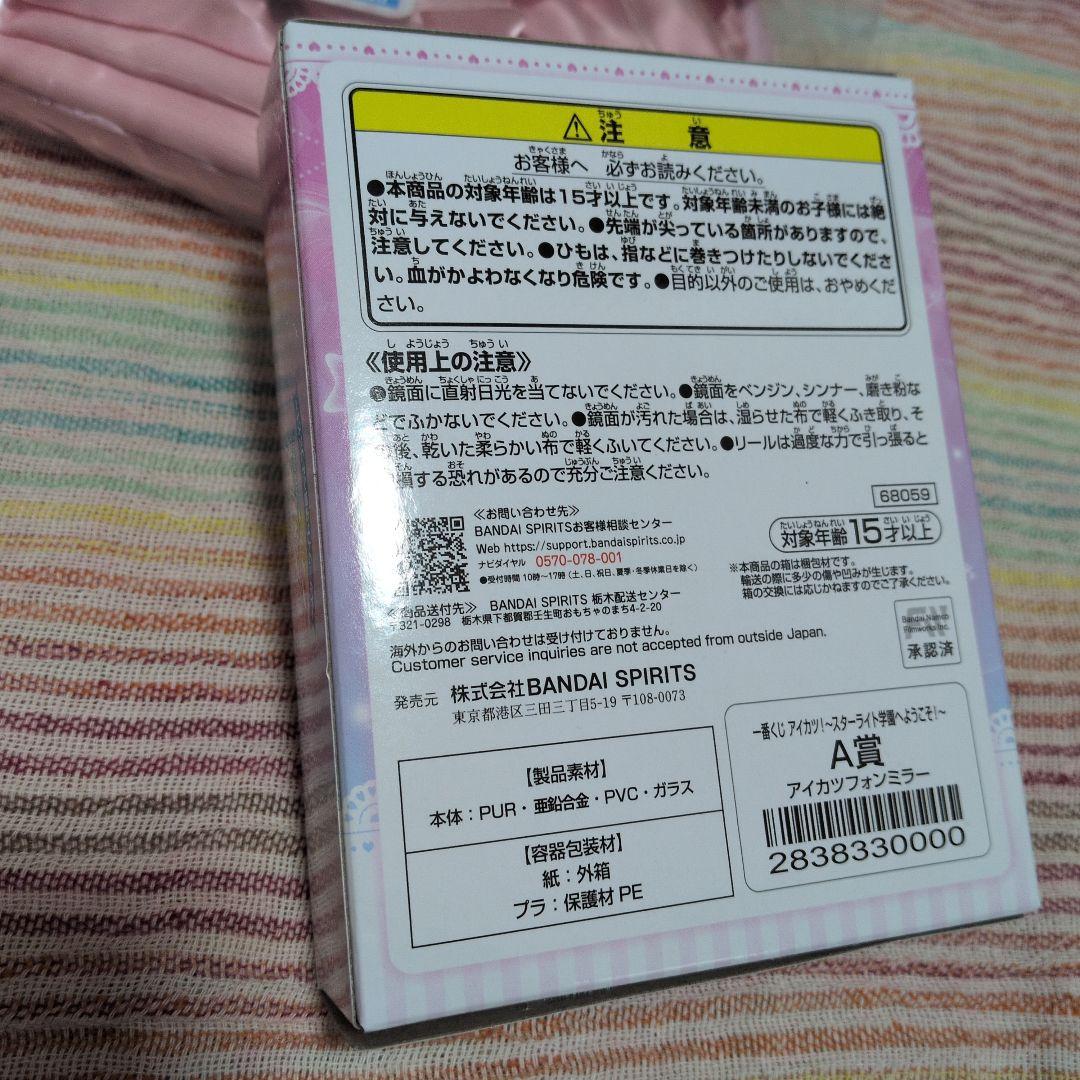 ⚠注意
お客様へ 必ずお読みください。
●本商品の対象年齢は15才以上です。対象年齢未満のお子様には絶
対に与えないでください。●先端が尖っている箇所がありますので、
注意してください。●ひもは、指などに巻きつけたりしないでくださ
い。血がかよわなくなり危険です。●目的以外のご使用は、おやめくだ
さい。
《使用上の注意》
●鏡面に直射日光を当てないでください。●鏡面をベンジン、シンナー、磨き粉な
どでふかないでください。●鏡面が汚れた場合は、湿らせた布で軽くふき取り、そ
後、乾いた柔らかい布で軽くふいてください。●リールは過度な力で引っ張ると
損する恐れがあるので充分ご注意ください。
68059
対象年齢15才以上
※本商品の箱は梱包材です。
輸送の際に多少の傷や凹みが生じます。
箱の交換には応じかねますのでご了承ください。
≪お問い合わせ先≫
BANDAI SPIRITSお客様相談センター
Web https://support.bandaispirits.co.jp
ナビダイヤル 0570-078-001
●受付時間 10時〜17時 (土、日、祝日、夏季・冬季休業日を除く)
≪商品送付先≫ BANDAI SPIRITS 栃木配送センター
〒321-0298 栃木県下都賀郡壬生町おもちゃのまち4-2-20
海外からのお問い合わせは受け付けておりません。
Customer service inquiries are not accepted from outside Japan.
Bandai Namco
Filmworks Inc.
承認済
発売元 株式会社BANDAI SPIRITS
東京都港区三田三丁目5-19 〒108-0073
【製品素材】
本体：PUR・亜鉛合金・PVC・ガラス
【容器包装材】
紙：外箱
プラ：保護材 PE
一番くじ アイカツ！〜スターライト学園へようこそ！〜
A賞
アイカツフォンミラー
2838330000